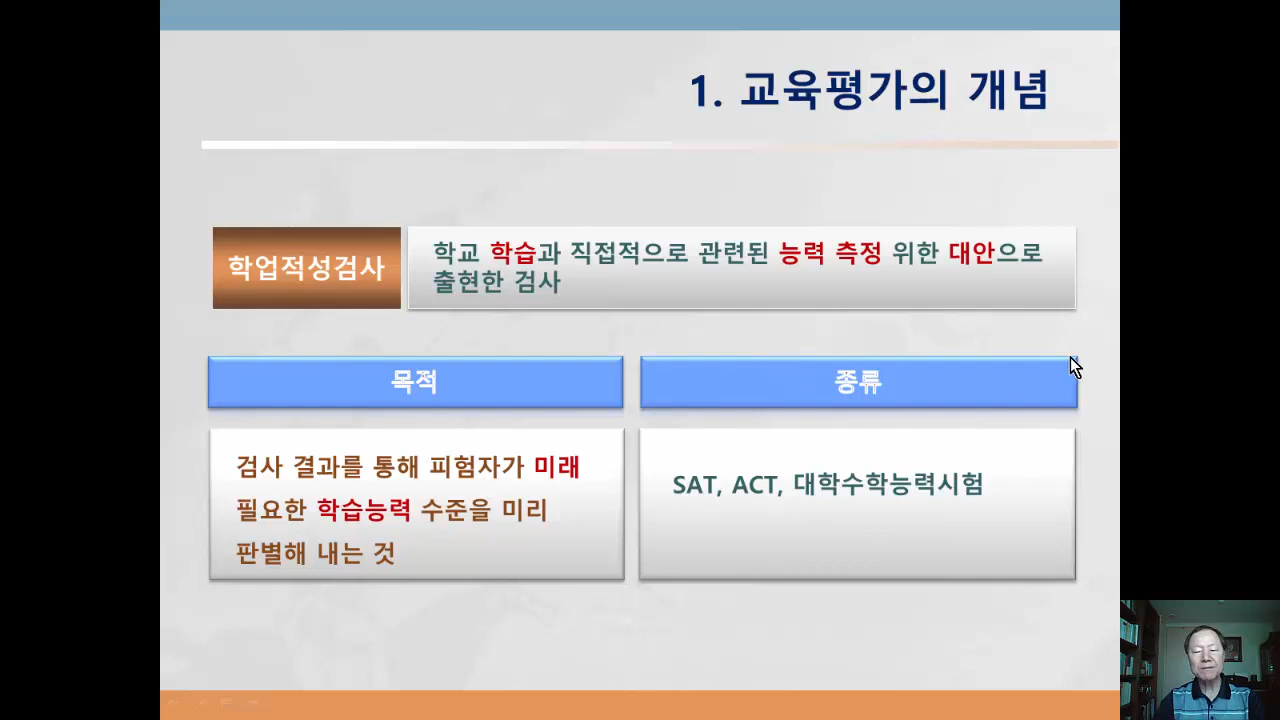 1. 교육평가의 개념
학업적성검사
학교 학습과 직접적으로 관련된 능력 측정 위한 대안으로
출현한 검사
목적
종류
검사 결과를 통해 피험자가 미래
필요한 학습능력 수준을 미리
판별해 내는 것
SAT, ACT, 대학수학능력시험